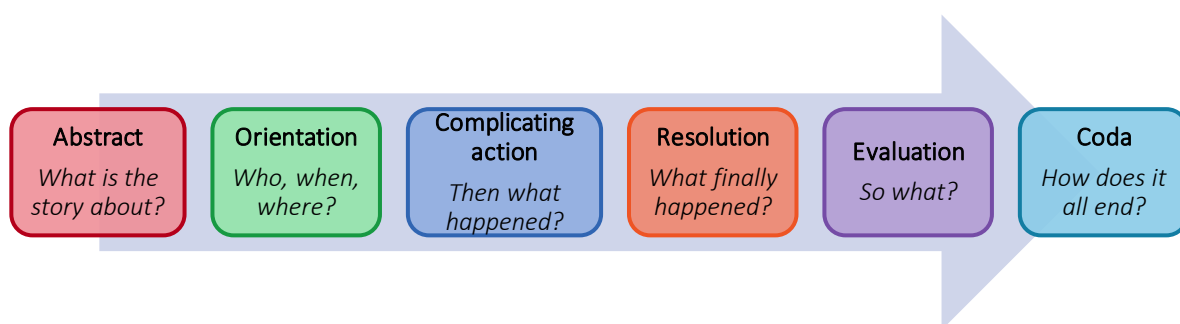 Abstract
What is the
story about?
Orientation
Who, when,
where?
Complicating
action
Then what
happened?
Resolution
What finally
happened?
Evaluation
So what?
Coda
How does it
all end?